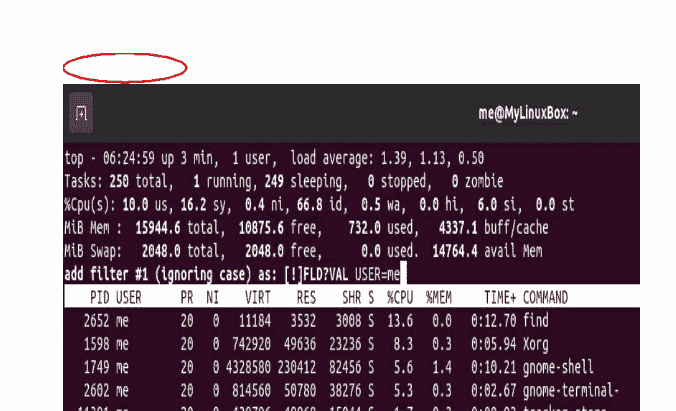 me@MyLinuxBox: ~
top - 06:24:59 up 3 min, 1 user, load average: 1.39, 1.13, 0.50
Tasks: 250 total, 1 running, 249 sleeping, 0 stopped, 0 zombie
%Cpu(s): 10.0 us, 16.2 sy, 0.4 ni, 66.8 id, 0.5 wa, 0.0 hi, 6.0 si, 0.0 st
MiB Mem : 15944.6 total, 10875.6 free, 732.0 used, 4337.1 buff/cache
MiB Swap: 2048.0 total, 2048.0 free, 0.0 used. 14764.4 avail Mem
add filter #1 (ignoring case) as: [!]FLD?VAL USER=me
PID USER PR NI VIRT RES SHR S %CPU %MEM TIME+ COMMAND
2652 me 20 0 11184 3532 3008 S 13.6 0.0 0:12.70 find
1598 me 20 0 742920 49636 23236 S 8.3 0.3 0:05.94 Xorg
1749 me 20 0 4328580 230412 82456 S 5.6 1.4 0:10.21 gnome-shell
2602 me 20 0 814560 50780 38276 S 5.3 0.3 0:02.67 gnome-terminal-